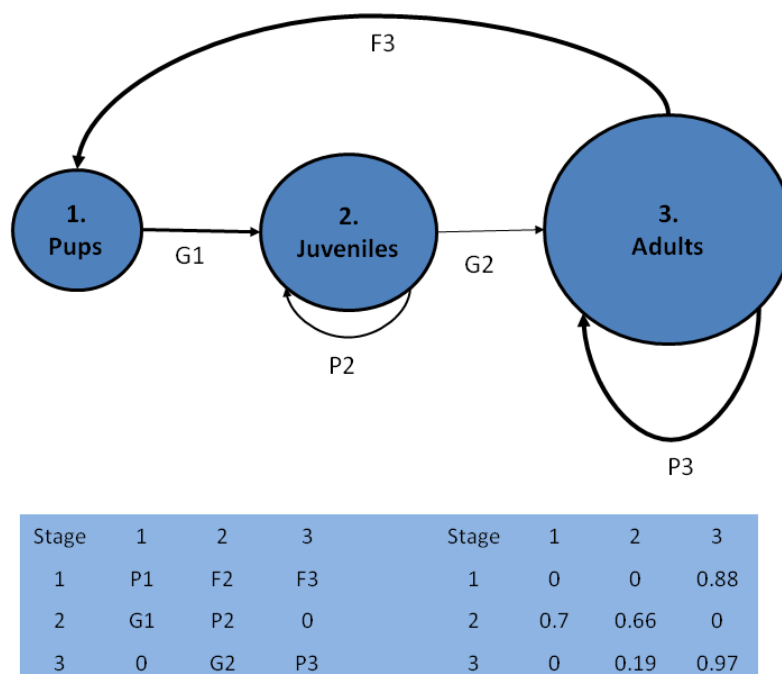 F3
1.
Pups
G1
2.
Juveniles
G2
3.
Adults
P2
P3
Stage 1 2 3 Stage 1 2 3
1 P1 F2 F3 1 0 0 0.88
2 G1 P2 0 2 0.7 0.66 0
3 0 G2 P3 3 0 0.19 0.97